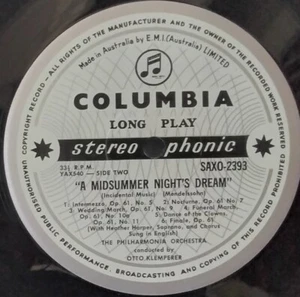 ALL RIGHTS OF THE MANUFACTURER AND OF THE OWNER OF THE RECORDED WORK RESERVED
UNAUTHORISED PUBLIC PERFORMANCE, BROADCASTING AND COPYING OF THIS RECORD PROHIBITED
COPYRIGHT RECORD
Made in Australia by E.M.I.(Australia) LIMITED
COLUMBIA
LONG PLAY
stereo phonic
33⅓ R.P.M.
SAXO-2393
YAX540 — SIDE TWO
"A MIDSUMMER NIGHT'S DREAM"
(Incidental Music) (Mendelssohn)
1 Intermezzo, Op. 61, No. 5 2 Nocturne, Op. 61, No. 7
3 Wedding March, Op. 61, No. 9 4 Funeral March,
Op. 61, No. 10a 5 Dance of the Clowns
Op. 61, No. 11 6 Finale, Op. 61
(With Heather Harper, Soprano, and Chorus
Sung in English)
THE PHILHARMONIA ORCHESTRA
conducted by
OTTO KLEMPERER